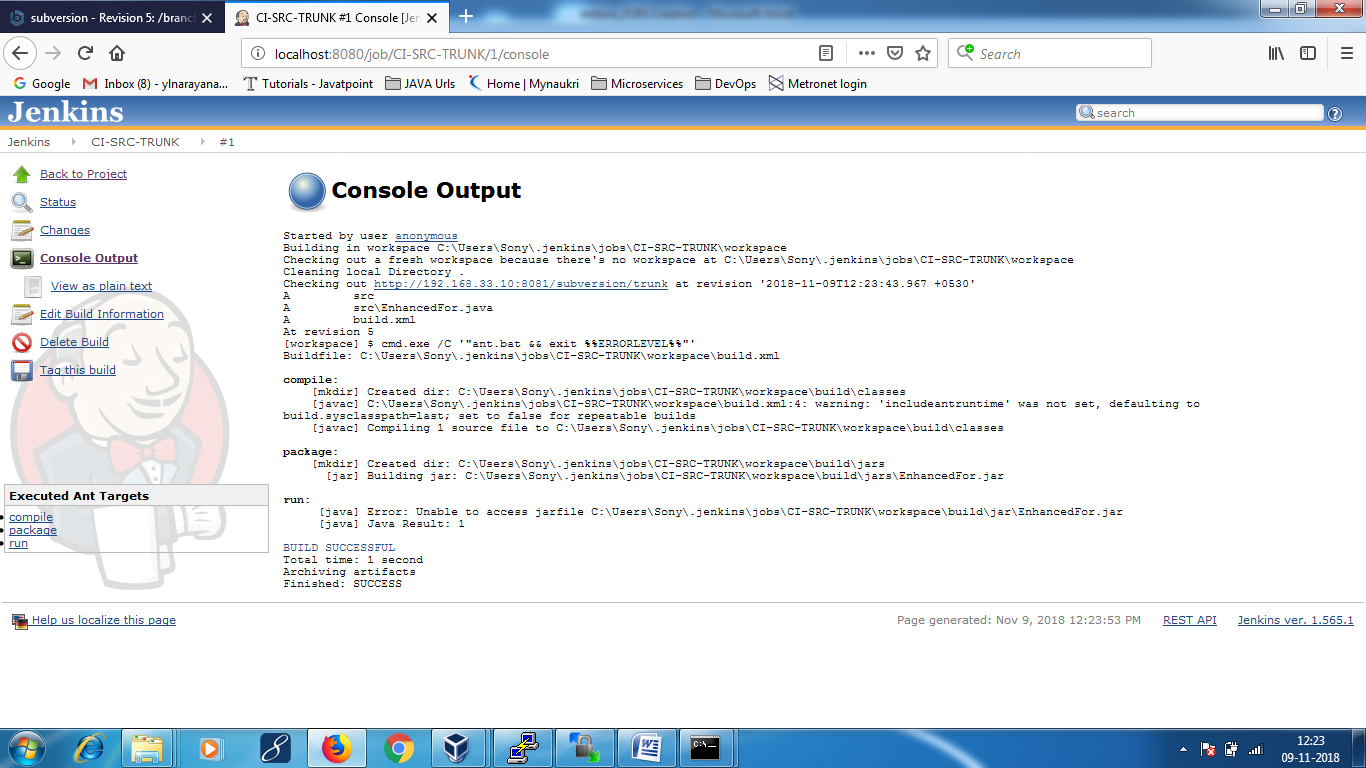 subversion - Revision 5: /branc
CI-SRC-TRUNK #1 Console [Jen
localhost:8080/job/CI-SRC-TRUNK/1/console
Search
Google
Inbox (8) - ylnarayana...
Tutorials - Javatpoint
JAVA Urls
Home | Mynaukri
Microservices
DevOps
Metronet login
Jenkins
search
Jenkins
CI-SRC-TRUNK
#1
Back to Project
Status
Changes
Console Output
View as plain text
Edit Build Information
Delete Build
Tag this build
Executed Ant Targets
compile
package
run
Console Output
Started by user anonymous
Building in workspace C:\Users\Sony\.jenkins\jobs\CI-SRC-TRUNK\workspace
Checking out a fresh workspace because there's no workspace at C:\Users\Sony\.jenkins\jobs\CI-SRC-TRUNK\workspace
Cleaning local Directory .
Checking out http://192.168.33.10:8081/subversion/trunk at revision '2018-11-09T12:23:43.967 +0530'
A src
A src\EnhancedFor.java
A build.xml
At revision 5
[workspace] $ cmd.exe /C '"ant.bat && exit %%ERRORLEVEL%%"'
Buildfile: C:\Users\Sony\.jenkins\jobs\CI-SRC-TRUNK\workspace\build.xml
compile:
[mkdir] Created dir: C:\Users\Sony\.jenkins\jobs\CI-SRC-TRUNK\workspace\build\classes
[javac] C:\Users\Sony\.jenkins\jobs\CI-SRC-TRUNK\workspace\build.xml:4: warning: 'includeantruntime' was not set, defaulting to
build.sysclasspath=last; set to false for repeatable builds
[javac] Compiling 1 source file to C:\Users\Sony\.jenkins\jobs\CI-SRC-TRUNK\workspace\build\classes
package:
[mkdir] Created dir: C:\Users\Sony\.jenkins\jobs\CI-SRC-TRUNK\workspace\build\jars
[jar] Building jar: C:\Users\Sony\.jenkins\jobs\CI-SRC-TRUNK\workspace\build\jars\EnhancedFor.jar
run:
[java] Error: Unable to access jarfile C:\Users\Sony\.jenkins\jobs\CI-SRC-TRUNK\workspace\build\jar\EnhancedFor.jar
[java] Java Result: 1
BUILD SUCCESSFUL
Total time: 1 second
Archiving artifacts
Finished: SUCCESS
Help us localize this page
Page generated: Nov 9, 2018 12:23:53 PM
REST API
Jenkins ver. 1.565.1
12:23
09-11-2018